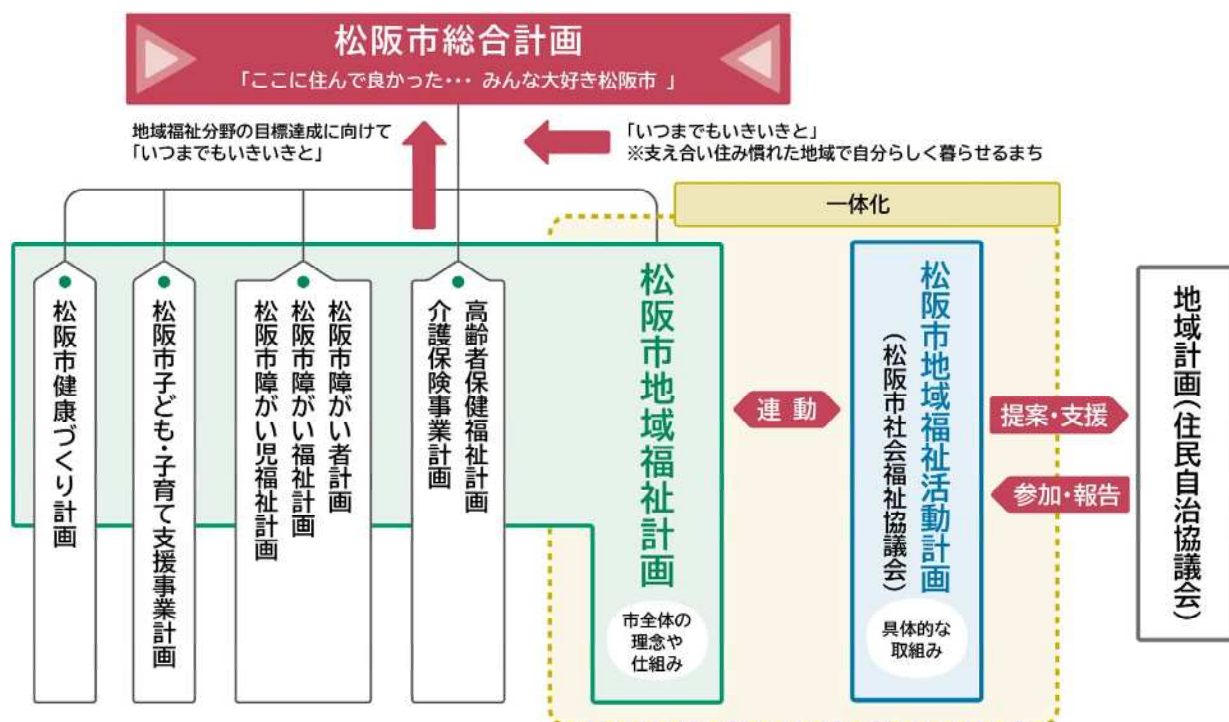 松阪市総合計画
「ここに住んで良かった・・・ みんな大好き松阪市 」
地域福祉分野の目標達成に向けて
「いつまでもいきいきと」
「いつまでもいきいきと」
※支え合い住み慣れた地域で自分らしく暮らせるまち
一体化
松阪市健康づくり計画
松阪市子ども・子育て支援事業計画
松阪市障がい者計画
松阪市障がい福祉計画
松阪市障がい児福祉計画
高齢者保健福祉計画
介護保険事業計画
松阪市地域福祉計画
市全体の
理念や
仕組み
連動
松阪市地域福祉活動計画
(松阪市社会福祉協議会)
具体的な
取組み
提案・支援
参加・報告
地域計画(住民自治協議会)